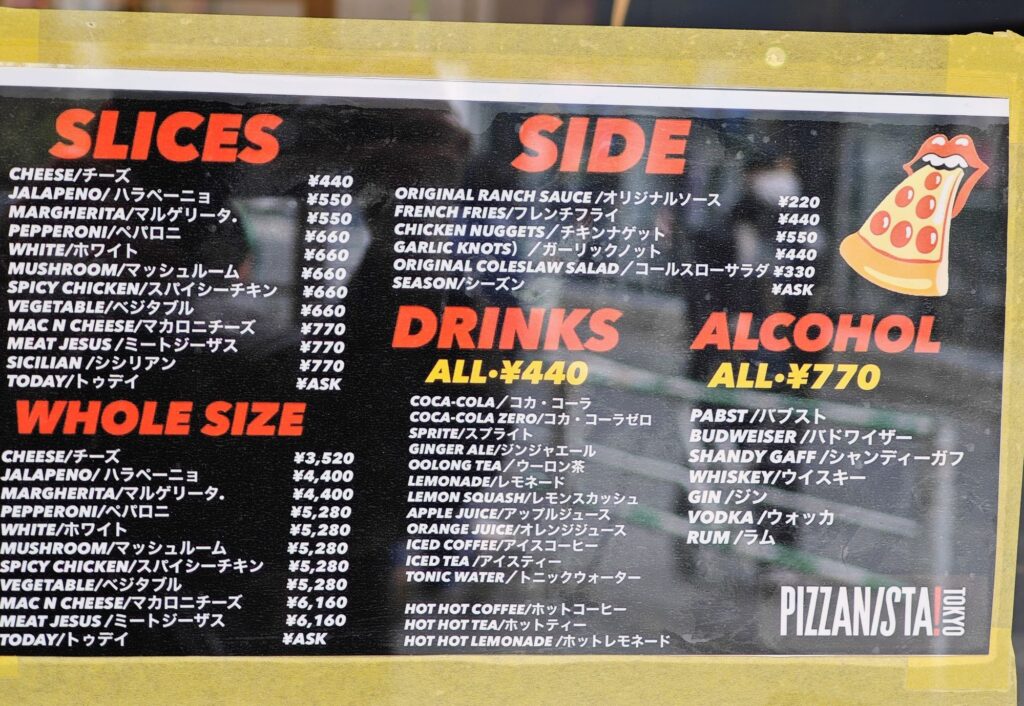 SLICES
CHEESE/チーズ ¥440
JALAPENO/ハラペーニョ ¥550
MARGHERITA/マルゲリータ. ¥550
PEPPERONI/ペパロニ ¥660
WHITE/ホワイト ¥660
MUSHROOM/マッシュルーム ¥660
SPICY CHICKEN/スパイシーチキン ¥660
VEGETABLE/ベジタブル ¥660
MAC N CHEESE/マカロニチーズ ¥770
MEAT JESUS/ミートジーザス ¥770
SICILIAN /シシリアン ¥770
TODAY/トゥデイ ¥ASK
WHOLE SIZE
CHEESE/チーズ ¥3,520
JALAPENO/ハラペーニョ ¥4,400
MARGHERITA/マルゲリータ. ¥4,400
PEPPERONI/ペパロニ ¥5,280
WHITE/ホワイト ¥5,280
MUSHROOM/マッシュルーム ¥5,280
SPICY CHICKEN/スパイシーチキン ¥5,280
VEGETABLE/ベジタブル ¥5,280
MAC N CHEESE/マカロニチーズ ¥6,160
MEAT JESUS/ミートジーザス ¥6,160
TODAY/トゥデイ ¥ASK
SIDE
ORIGINAL RANCH SAUCE /オリジナルソース ¥220
FRENCH FRIES/フレンチフライ ¥440
CHICKEN NUGGETS/チキンナゲット ¥550
GARLIC KNOTS）/ガーリックノット ¥440
ORIGINAL COLESLAW SALAD/コールスローサラダ ¥330
SEASON/シーズン ¥ASK
DRINKS
ALL・¥440
COCA-COLA/コカ・コーラ
COCA-COLA ZERO/コカ・コーラゼロ
SPRITE/スプライト
GINGER ALE/ジンジャエール
OOLONG TEA/ウーロン茶
LEMONADE/レモネード
LEMON SQUASH/レモンスカッシュ
APPLE JUICE/アップルジュース
ORANGE JUICE/オレンジジュース
ICED COFFEE/アイスコーヒー
ICED TEA /アイスティー
TONIC WATER/トニックウォーター
HOT HOT COFFEE/ホットコーヒー
HOT HOT TEA/ホットティー
HOT HOT LEMONADE /ホットレモネード
ALCOHOL
ALL・¥770
PABST /パブスト
BUDWEISER /バドワイザー
SHANDY GAFF /シャンディーガフ
WHISKEY/ウイスキー
GIN /ジン
VODKA /ウォッカ
RUM /ラム
PIZZANISTA! TOKYO